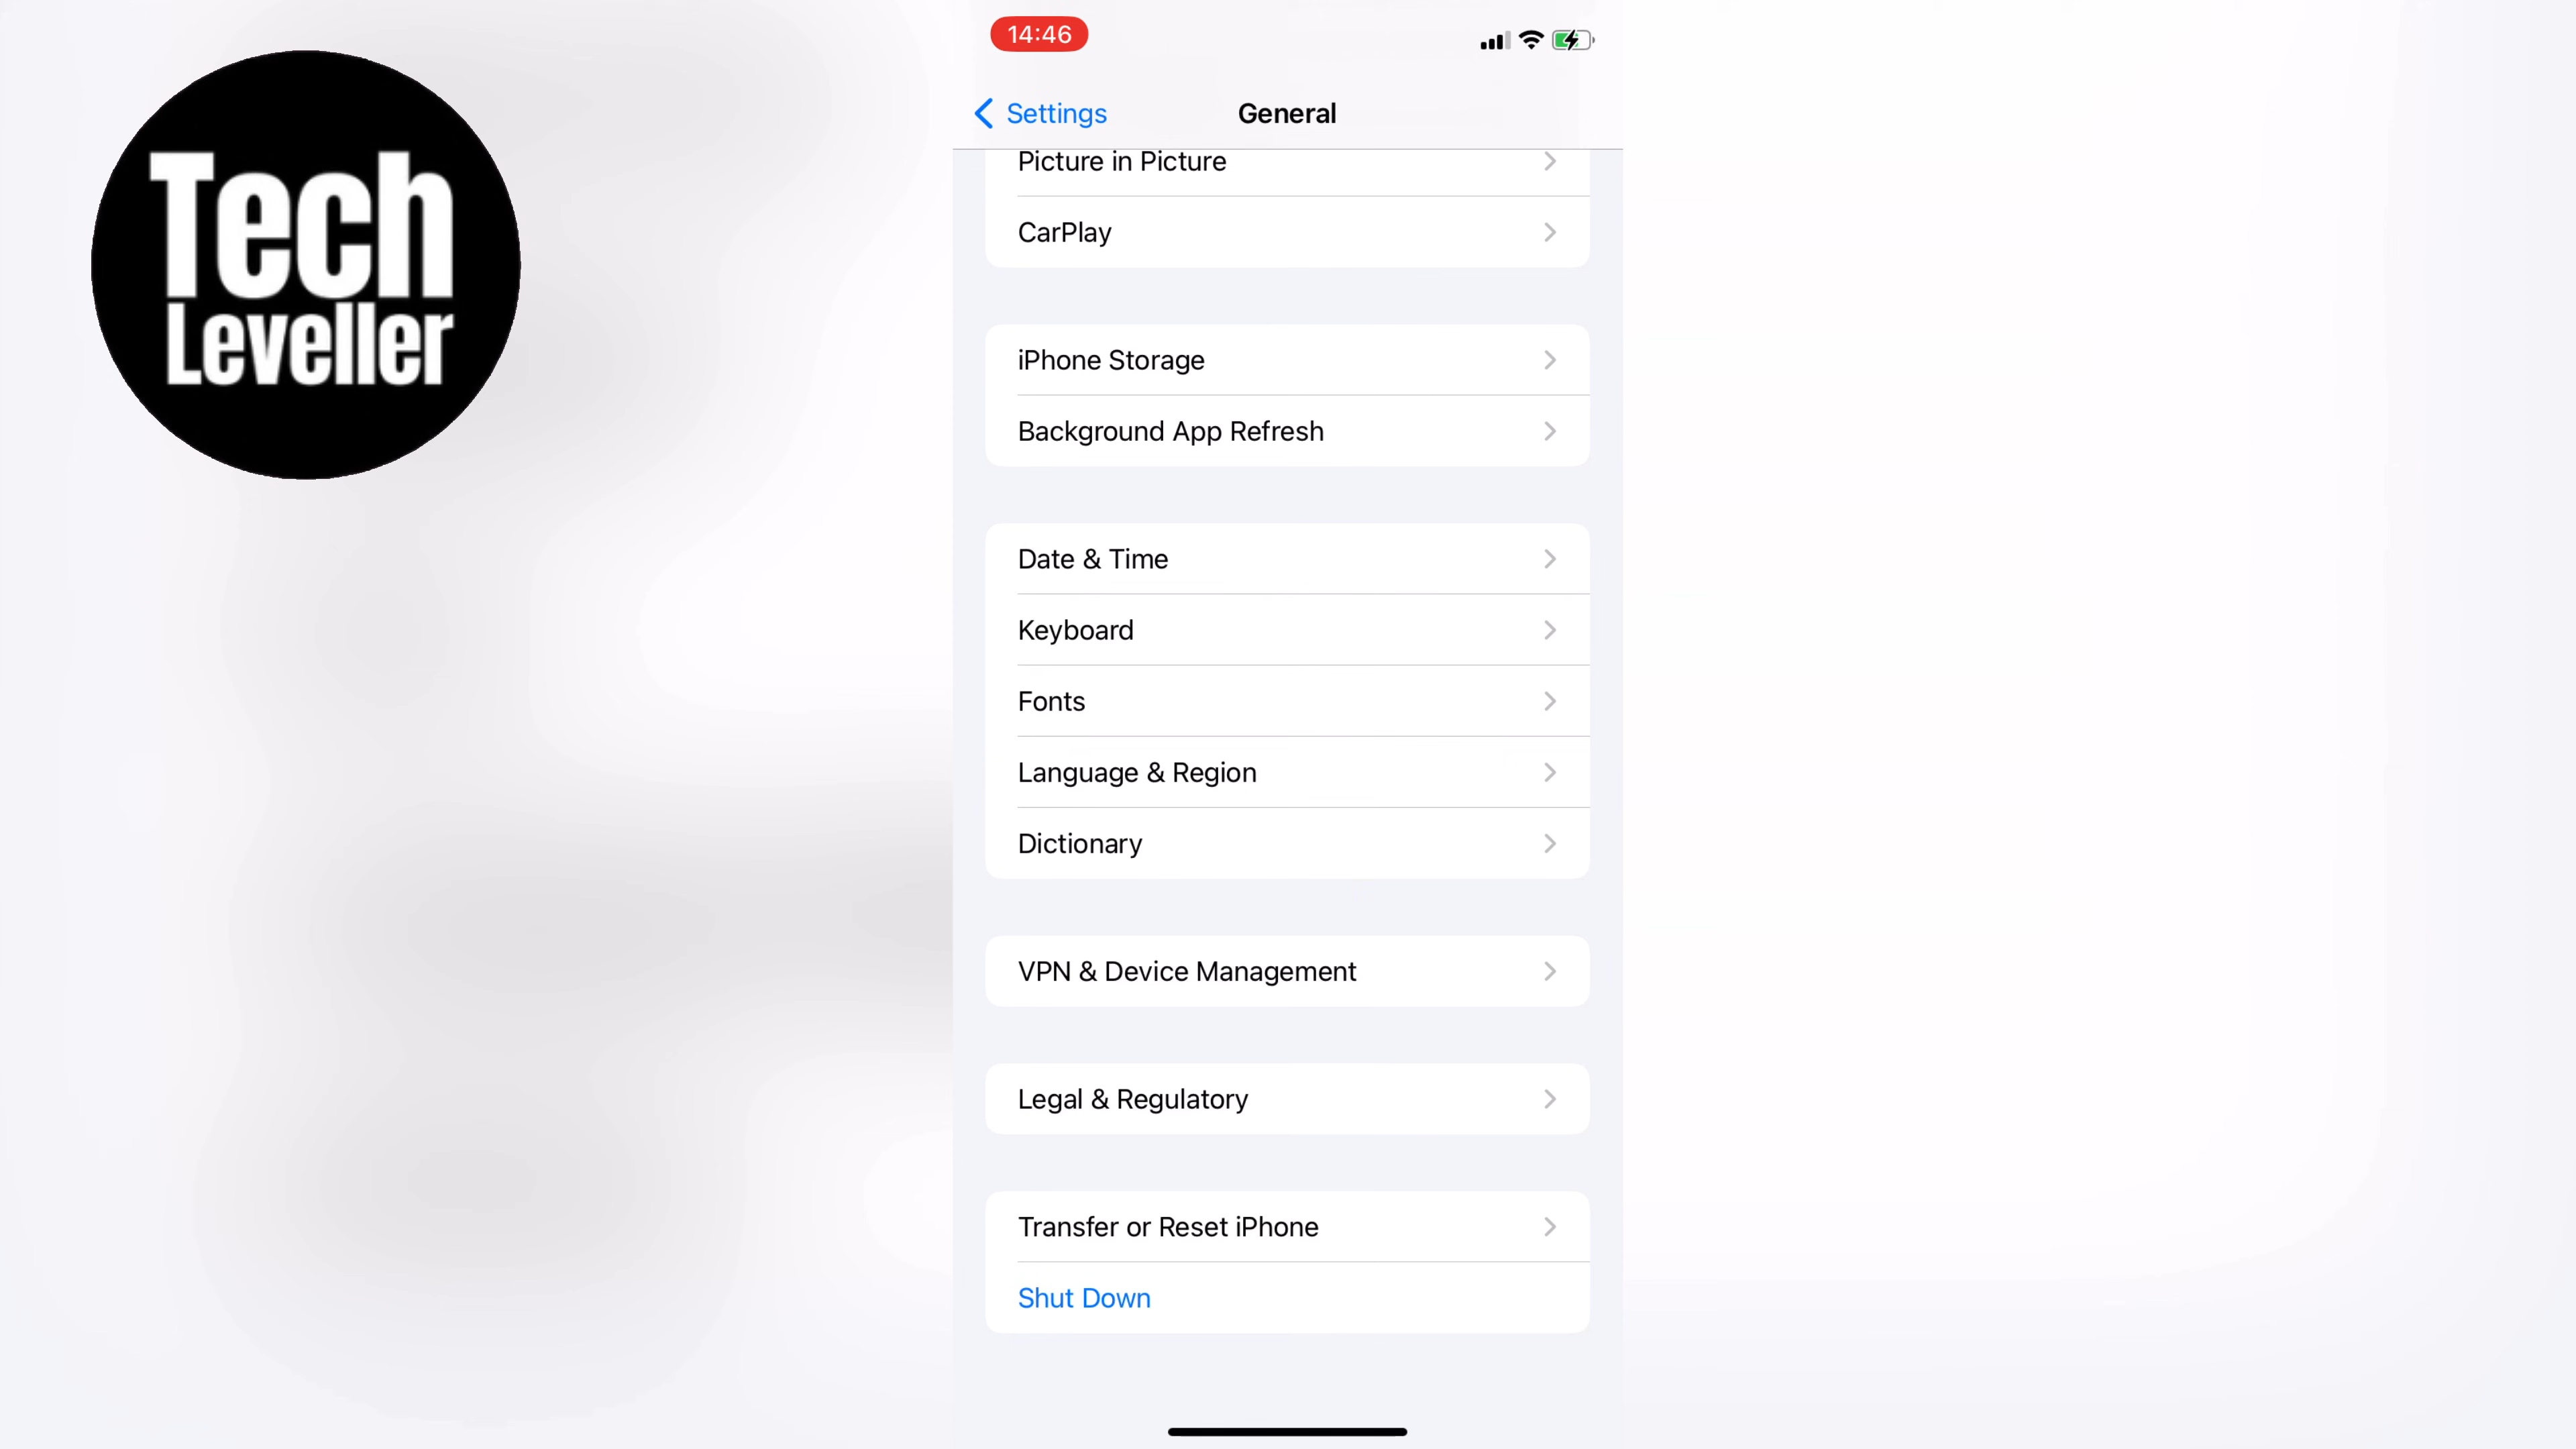 Tech
Leveller
14:46
Settings
General
Picture in Picture
CarPlay
iPhone Storage
Background App Refresh
Date & Time
Keyboard
Fonts
Language & Region
Dictionary
VPN & Device Management
Legal & Regulatory
Transfer or Reset iPhone
Shut Down